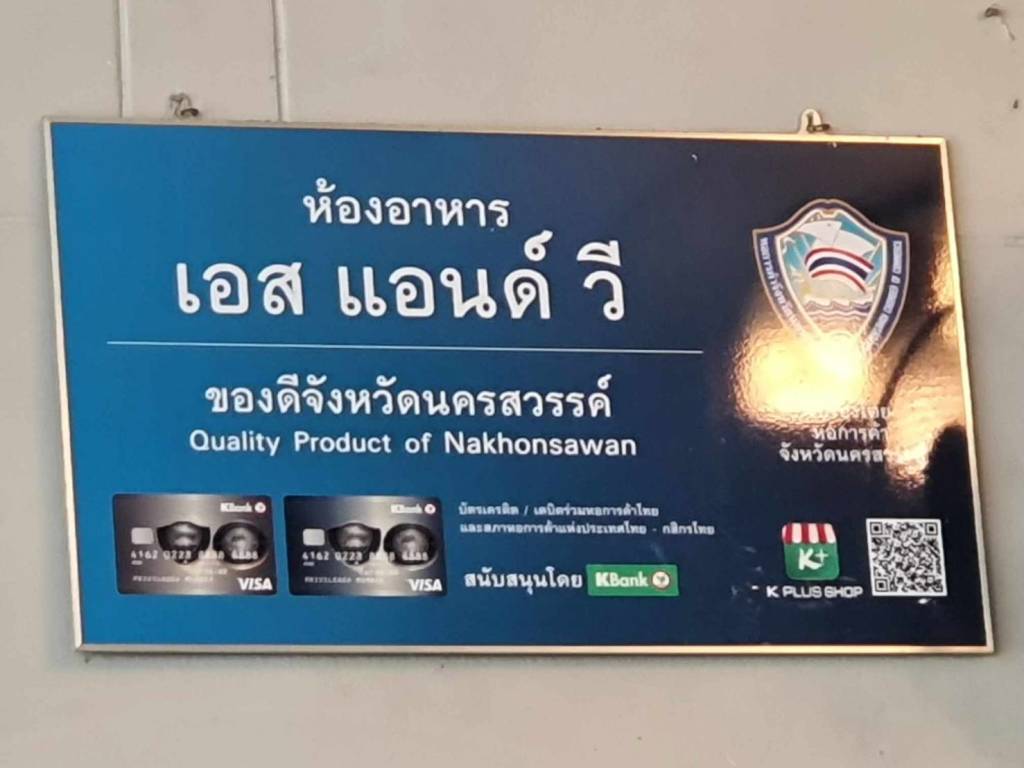 ห้องอาหาร
เอส แอนด์ วี
ของดีจังหวัดนครสวรรค์
Quality Product of Nakhonsawan
หอการค้า
จังหวัดนครสวรรค์
KBank
VISA
KBank
VISA
บัตรเครดิต / เดบิตร่วมหอการค้าไทย
และสภาหอการค้าแห่งประเทศไทย - กสิกรไทย
สนับสนุนโดย KBank
K+
K PLUS SHOP